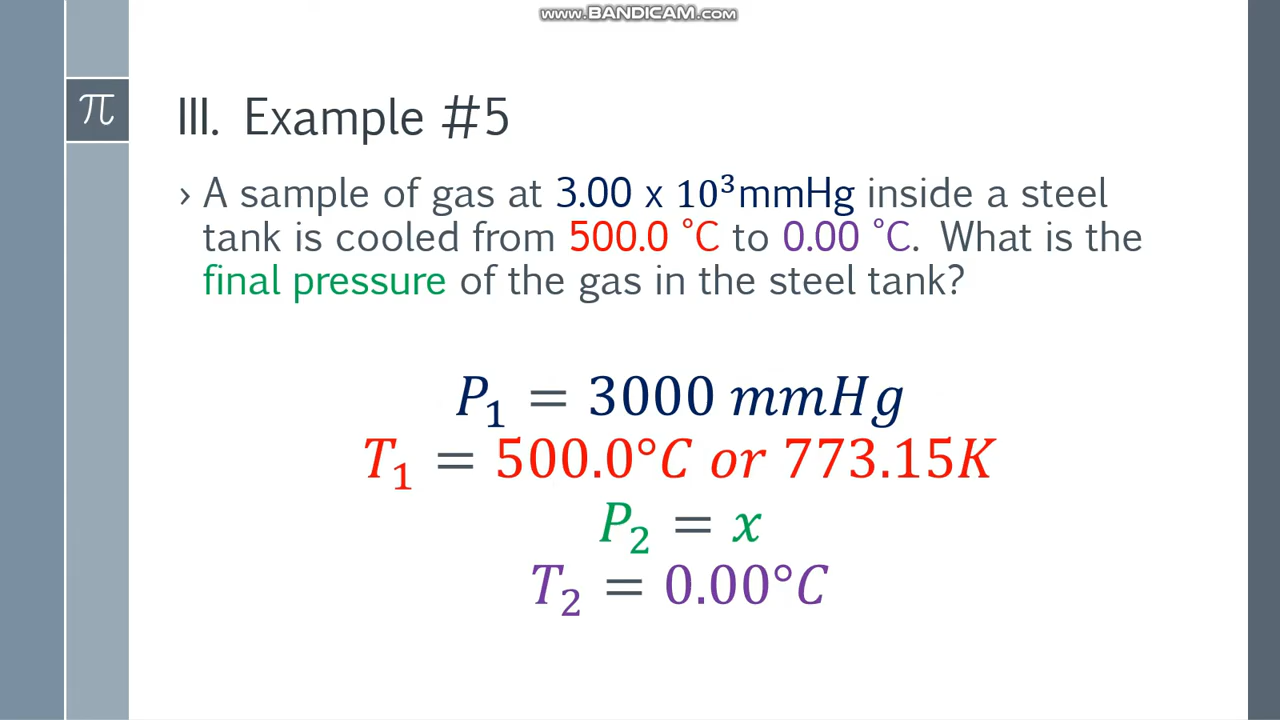 www.BANDICAM.com
π
III. Example #5
› A sample of gas at 3.00 x 10³mmHg inside a steel
tank is cooled from 500.0 °C to 0.00 °C. What is the
final pressure of the gas in the steel tank?
P₁ = 3000 mmHg
T₁ = 500.0°C or 773.15K
P₂ = x
T₂ = 0.00°C